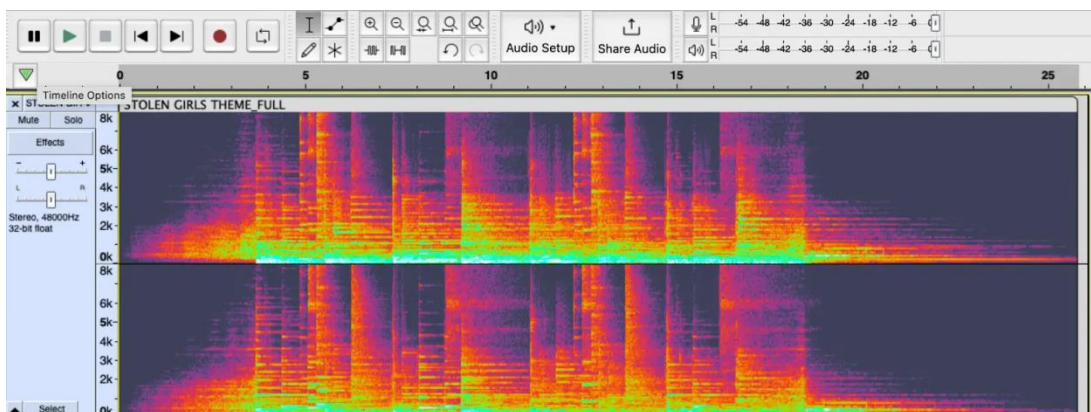 L
R -54 -48 -42 -36 -30 -24 -18 -12 -6 0
Audio Setup
Share Audio
L
R -54 -48 -42 -36 -30 -24 -18 -12 -6 0
0 5 10 15 20 25
Timeline Options
STOLEN GIRLS THEME_FULL
Mute Solo
Effects
- +
L R
Stereo, 48000Hz
32-bit float
Select
8k
6k
5k
4k
3k
2k
0k
8k
6k
5k
4k
3k
2k
0k